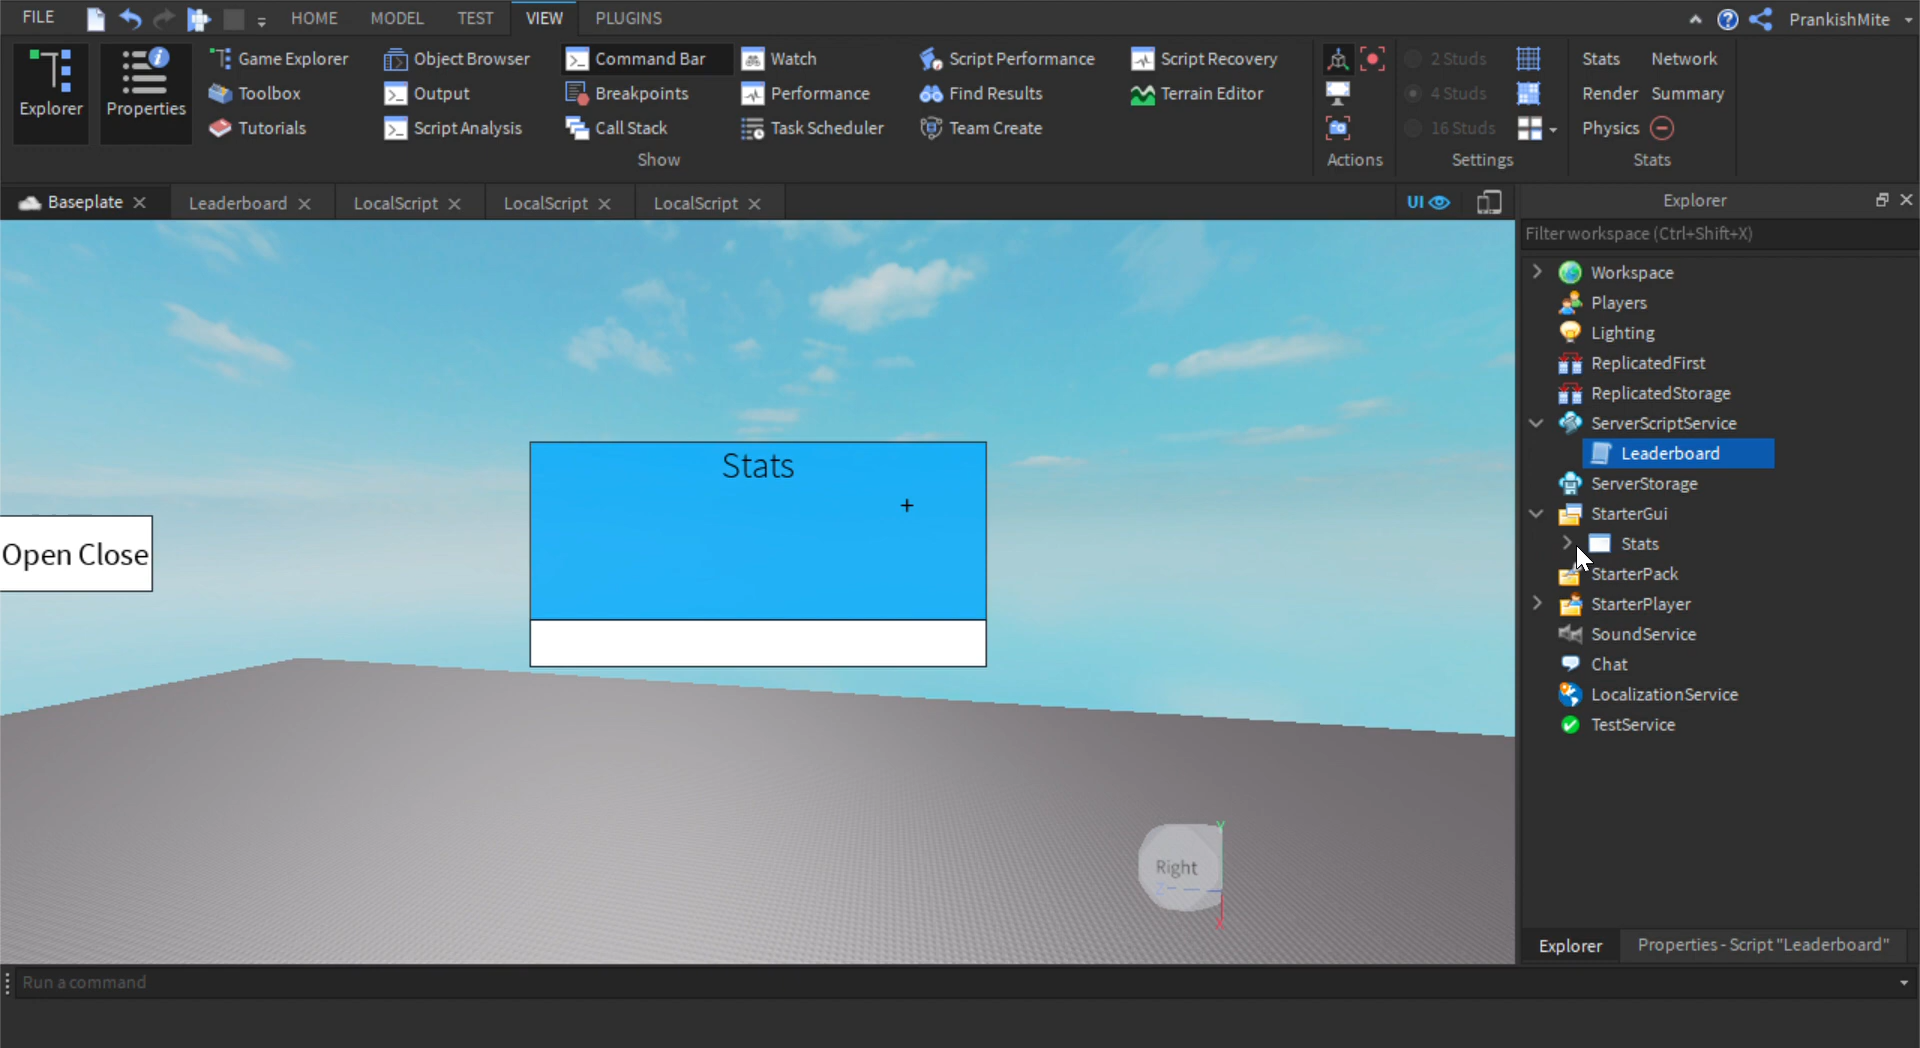 FILE HOME MODEL TEST VIEW PLUGINS PrankishMite
Explorer
Properties
Game Explorer
Toolbox
Tutorials
Object Browser
Output
Script Analysis
Command Bar
Breakpoints
Call Stack
Watch
Performance
Task Scheduler
Script Performance
Find Results
Team Create
Script Recovery
Terrain Editor
Show
Actions
2 Studs
4 Studs
16 Studs
Settings
Stats Network
Render Summary
Physics
Stats
Baseplate Leaderboard LocalScript LocalScript LocalScript UI
Stats
+
Open Close
Right
Explorer
Filter workspace (Ctrl+Shift+X)
Workspace
Players
Lighting
ReplicatedFirst
ReplicatedStorage
ServerScriptService
Leaderboard
ServerStorage
StarterGui
Stats
StarterPack
StarterPlayer
SoundService
Chat
LocalizationService
TestService
Explorer Properties - Script "Leaderboard"
Run a command